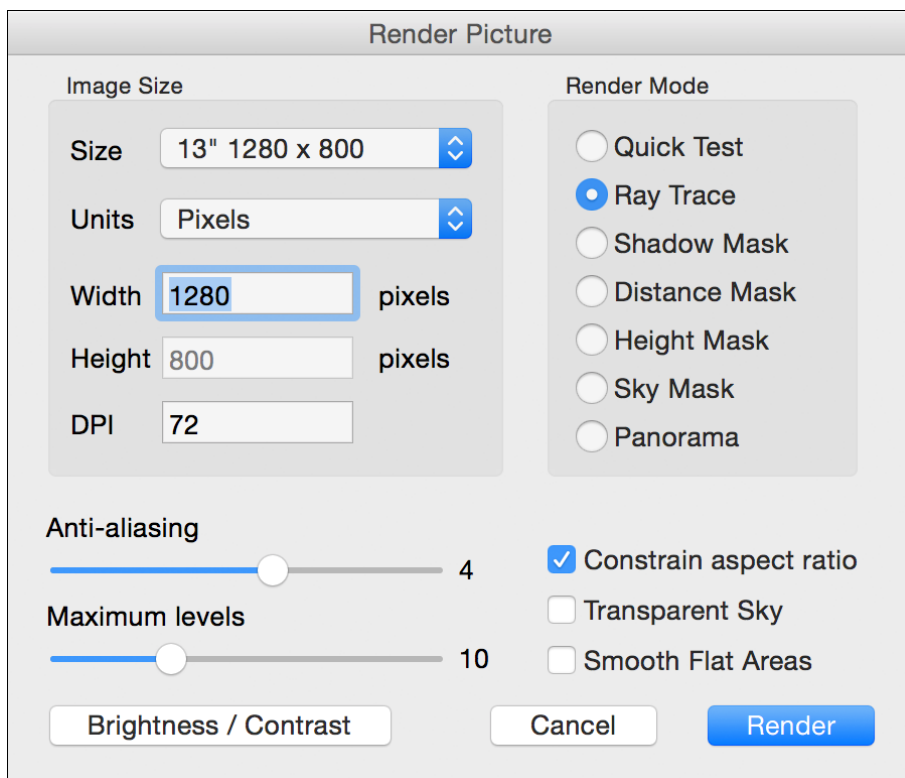 Render Picture
Image Size
Size 13" 1280 x 800
Units Pixels
Width 1280 pixels
Height 800 pixels
DPI 72
Render Mode
Quick Test
Ray Trace
Shadow Mask
Distance Mask
Height Mask
Sky Mask
Panorama
Anti-aliasing
4
Maximum levels
10
Constrain aspect ratio
Transparent Sky
Smooth Flat Areas
Brightness / Contrast
Cancel
Render